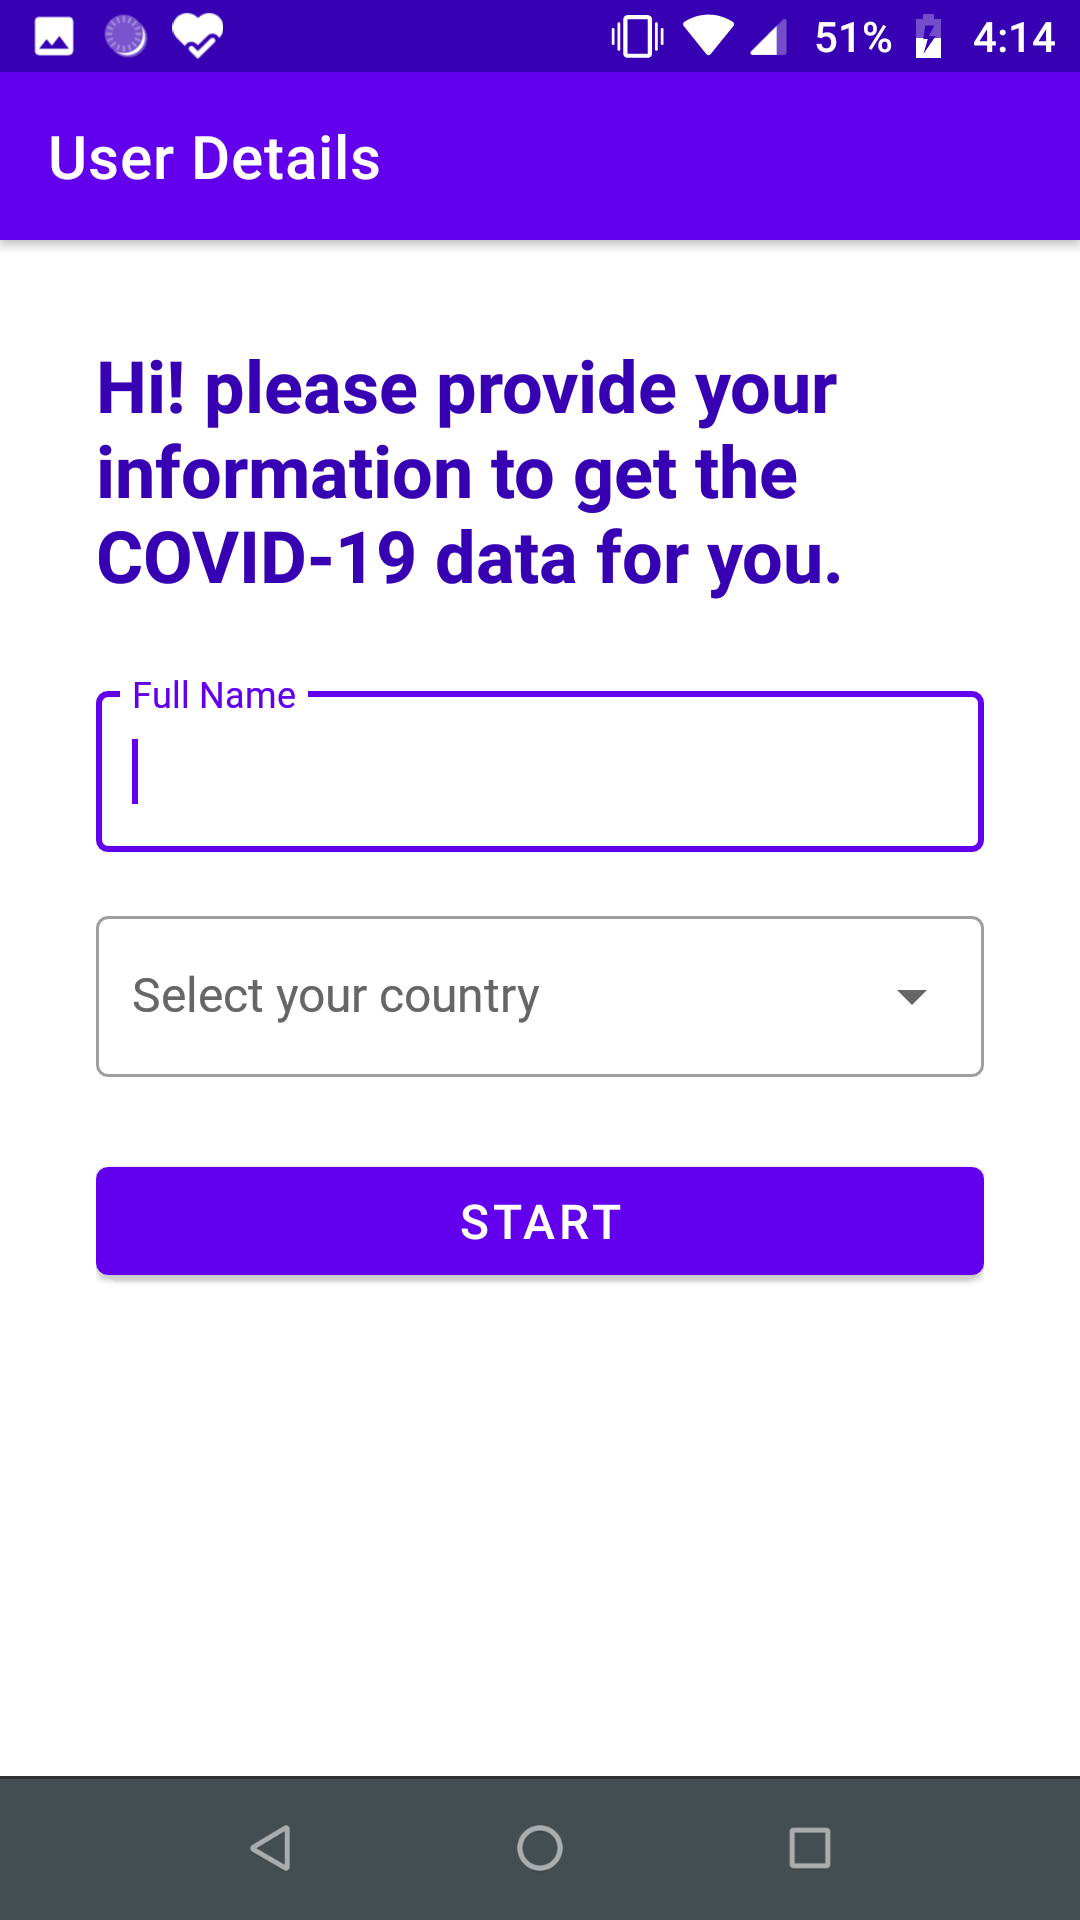 51% 4:14
User Details
Hi! please provide your
information to get the
COVID-19 data for you.
Full Name
Select your country
START